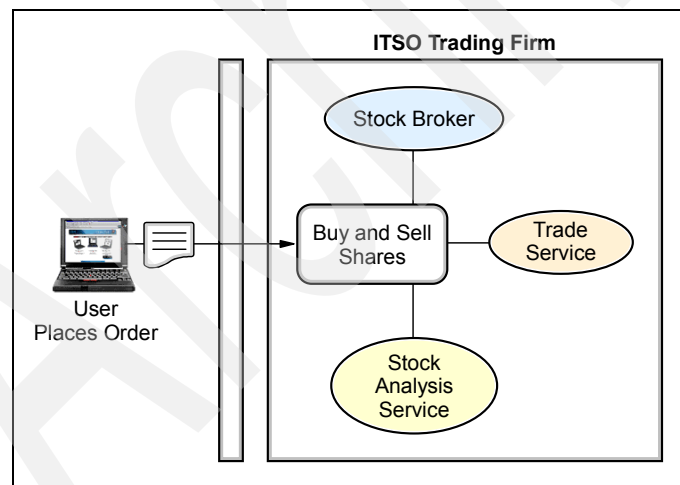 ITSO Trading Firm
Stock Broker
Buy and Sell
Shares
Trade
Service
User
Places Order
Stock
Analysis
Service